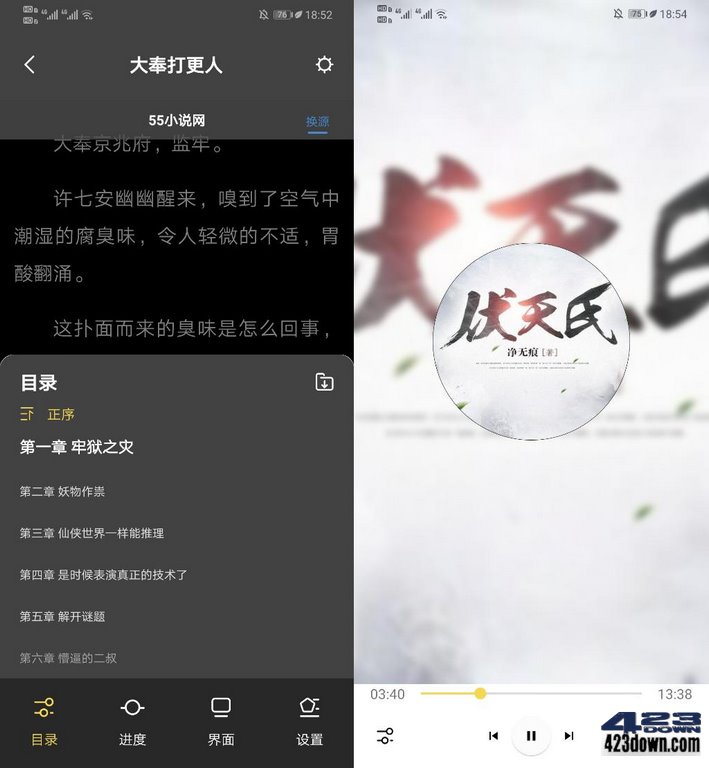 76 18:52
大奉打更人
55小说网
换源
大奉京兆府，监牢。
许七安幽幽醒来，嗅到了空气中
潮湿的腐臭味，令人轻微的不适，胃
酸翻涌。
这扑面而来的臭味是怎么回事，
目录
正序
第一章 牢狱之灾
第二章 妖物作祟
第三章 仙侠世界一样能推理
第四章 是时候表演真正的技术了
第五章 解开谜题
第六章 懵逼的二叔
目录 进度 界面 设置
75 18:54
伏天氏
伏天氏
净无痕 [著]
03:40 13:38
423
DOWN
423down.com